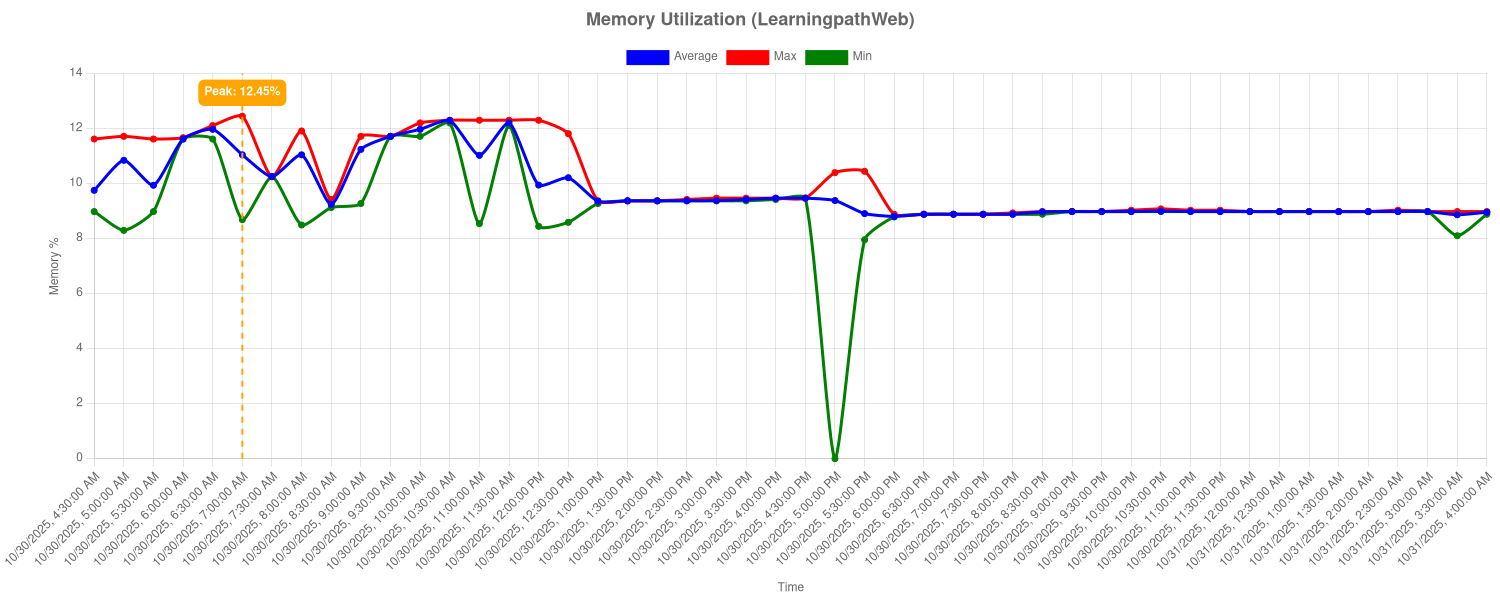 Memory Utilization (LearningpathWeb)
Average Max Min
Peak: 12.45%
14
12
10
8
6
4
2
0
Memory %
10/30/2025, 4:30:00 AM
10/30/2025, 5:00:00 AM
10/30/2025, 5:30:00 AM
10/30/2025, 6:00:00 AM
10/30/2025, 6:30:00 AM
10/30/2025, 7:00:00 AM
10/30/2025, 7:30:00 AM
10/30/2025, 8:00:00 AM
10/30/2025, 8:30:00 AM
10/30/2025, 9:00:00 AM
10/30/2025, 9:30:00 AM
10/30/2025, 10:00:00 AM
10/30/2025, 10:30:00 AM
10/30/2025, 11:00:00 AM
10/30/2025, 11:30:00 AM
10/30/2025, 12:00:00 PM
10/30/2025, 12:30:00 PM
10/30/2025, 1:00:00 PM
10/30/2025, 1:30:00 PM
10/30/2025, 2:00:00 PM
10/30/2025, 2:30:00 PM
10/30/2025, 3:00:00 PM
10/30/2025, 3:30:00 PM
10/30/2025, 4:00:00 PM
10/30/2025, 4:30:00 PM
10/30/2025, 5:00:00 PM
10/30/2025, 5:30:00 PM
10/30/2025, 6:00:00 PM
10/30/2025, 6:30:00 PM
10/30/2025, 7:00:00 PM
10/30/2025, 7:30:00 PM
10/30/2025, 8:00:00 PM
10/30/2025, 8:30:00 PM
10/30/2025, 9:00:00 PM
10/30/2025, 9:30:00 PM
10/30/2025, 10:00:00 PM
10/30/2025, 10:30:00 PM
10/30/2025, 11:00:00 PM
10/30/2025, 11:30:00 PM
10/31/2025, 12:00:00 AM
10/31/2025, 12:30:00 AM
10/31/2025, 1:00:00 AM
10/31/2025, 1:30:00 AM
10/31/2025, 2:00:00 AM
10/31/2025, 2:30:00 AM
10/31/2025, 3:00:00 AM
10/31/2025, 3:30:00 AM
10/31/2025, 4:00:00 AM
Time